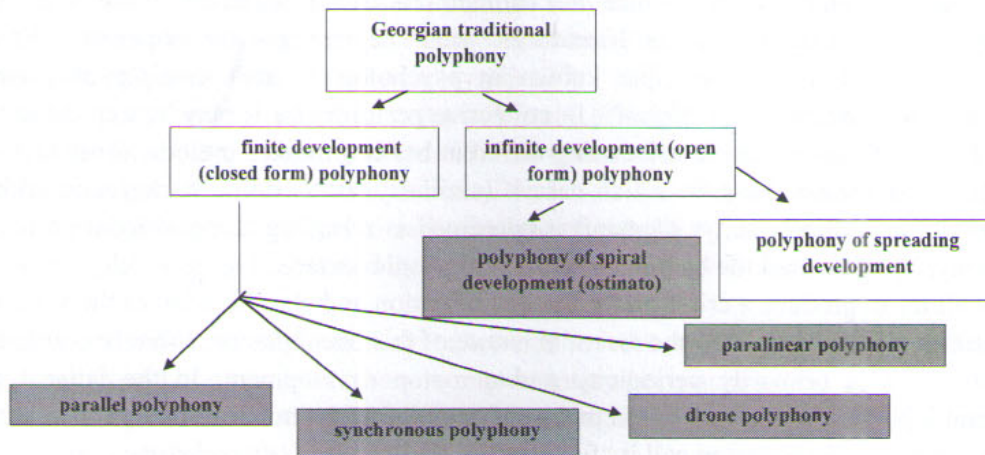 Georgian traditional
polyphony
finite development
(closed form) polyphony
infinite development (open
form) polyphony
polyphony of spiral
development (ostinato)
polyphony of spreading
development
paralinear polyphony
parallel polyphony
drone polyphony
synchronous polyphony